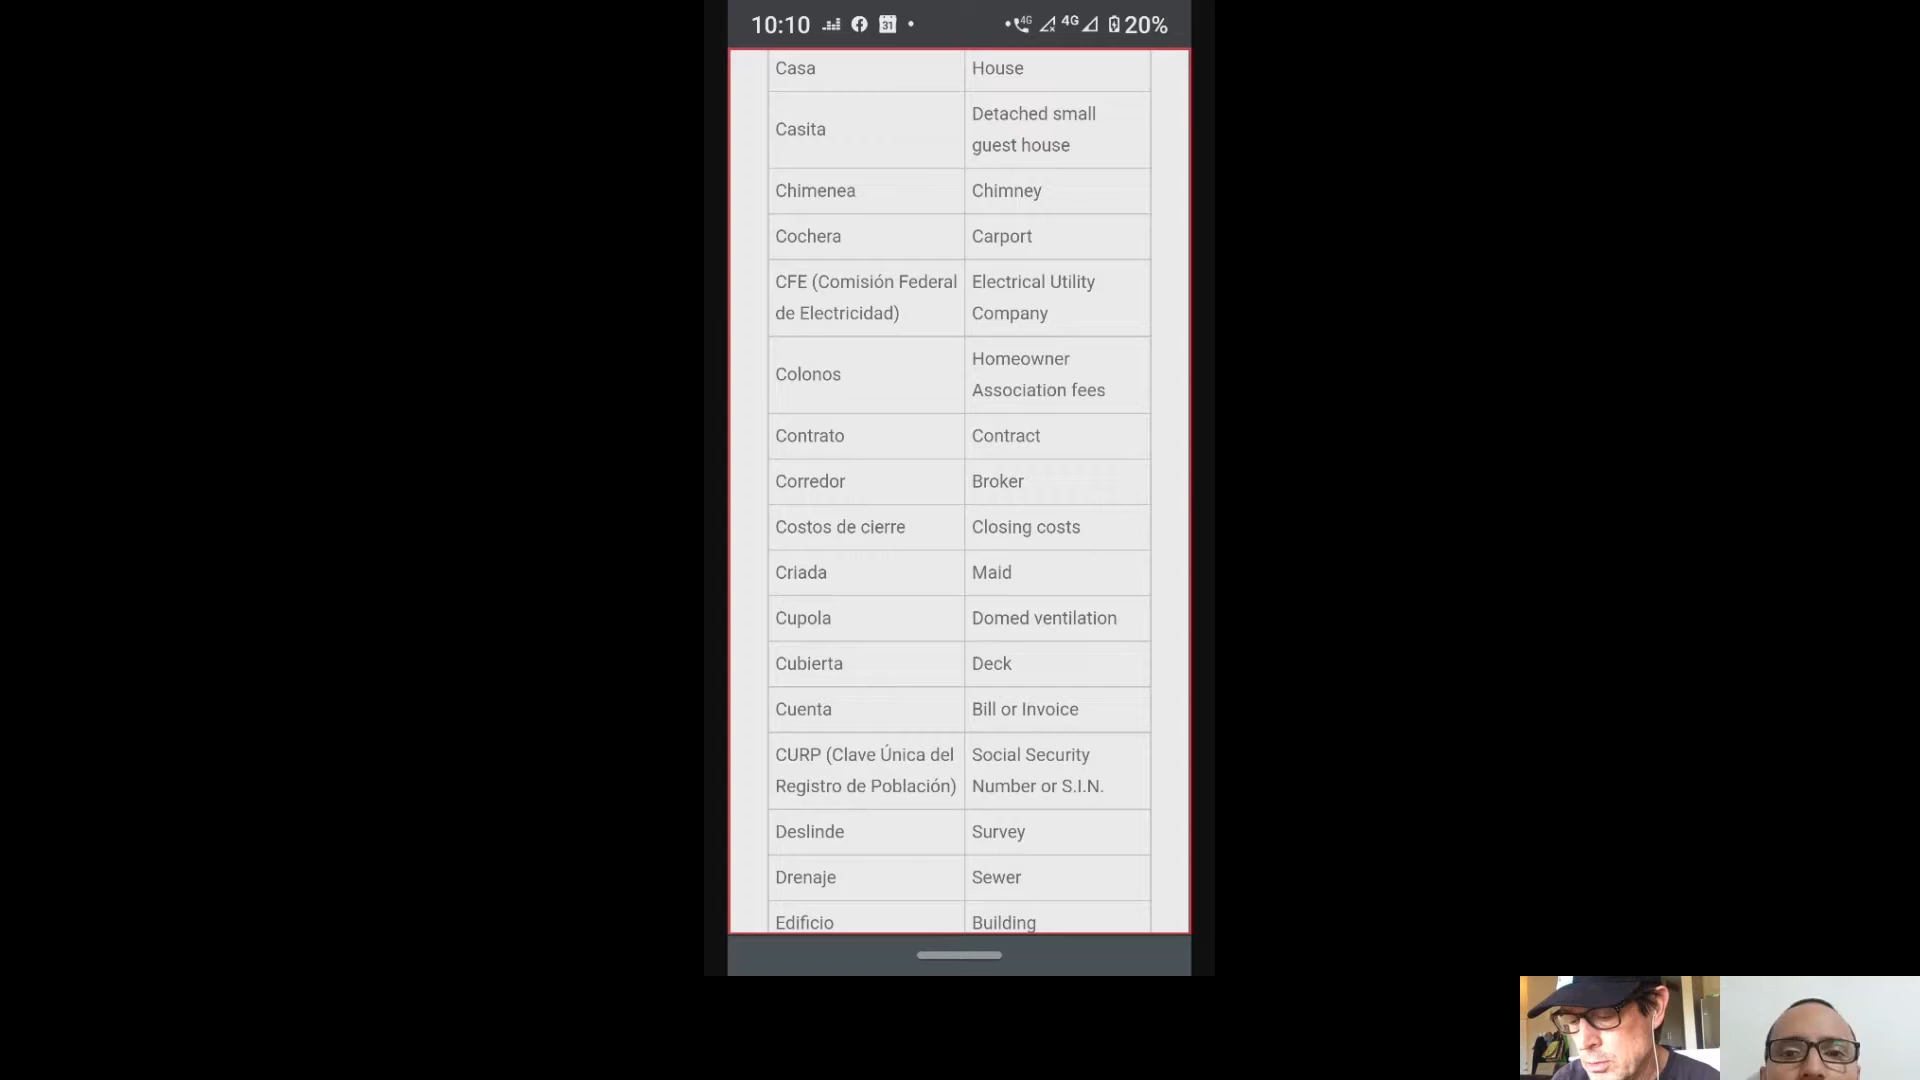 10:10 31 4G 4G 20%
Casa House
Casita Detached small
guest house
Chimenea Chimney
Cochera Carport
CFE (Comisión Federal Electrical Utility
de Electricidad) Company
Colonos Homeowner
Association fees
Contrato Contract
Corredor Broker
Costos de cierre Closing costs
Criada Maid
Cupola Domed ventilation
Cubierta Deck
Cuenta Bill or Invoice
CURP (Clave Única del Social Security
Registro de Población) Number or S.I.N.
Deslinde Survey
Drenaje Sewer
Edificio Building